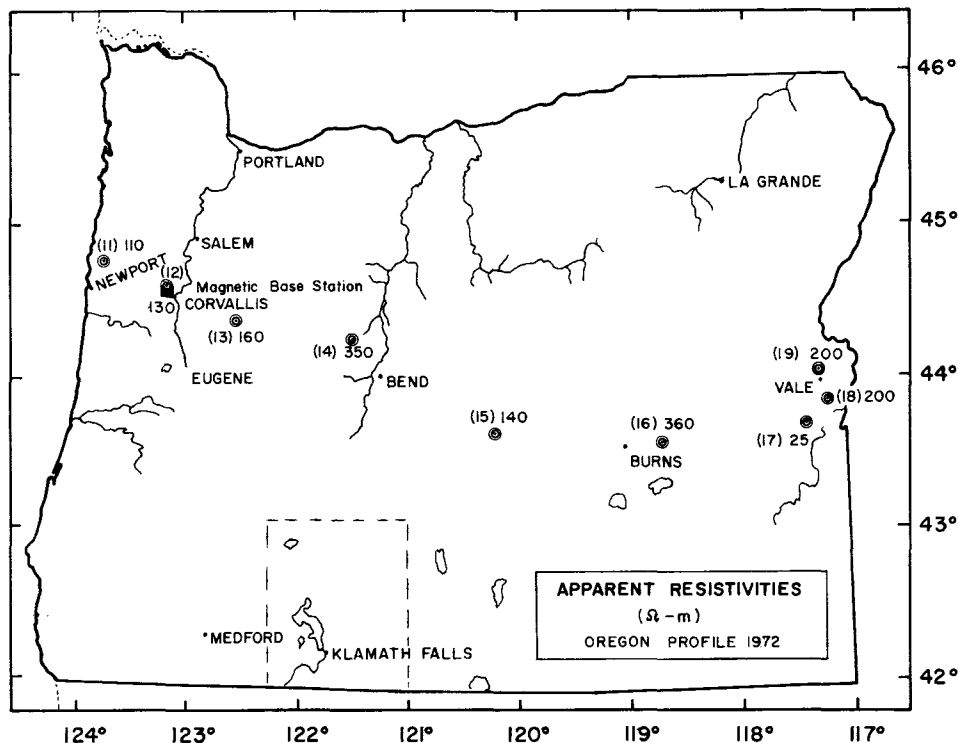 46°
PORTLAND
LA GRANDE
45°
SALEM
(11) 110
NEWPORT
(12)
Magnetic Base Station
130 CORVALLIS
(13) 160
(14) 350
(19) 200
44°
EUGENE
BEND
VALE
(18) 200
(15) 140
(16) 360
(17) 25
BURNS
43°
APPARENT RESISTIVITIES
(Ω-m)
OREGON PROFILE 1972
MEDFORD
KLAMATH FALLS
42°
124° 123° 122° 121° 120° 119° 118° 117°